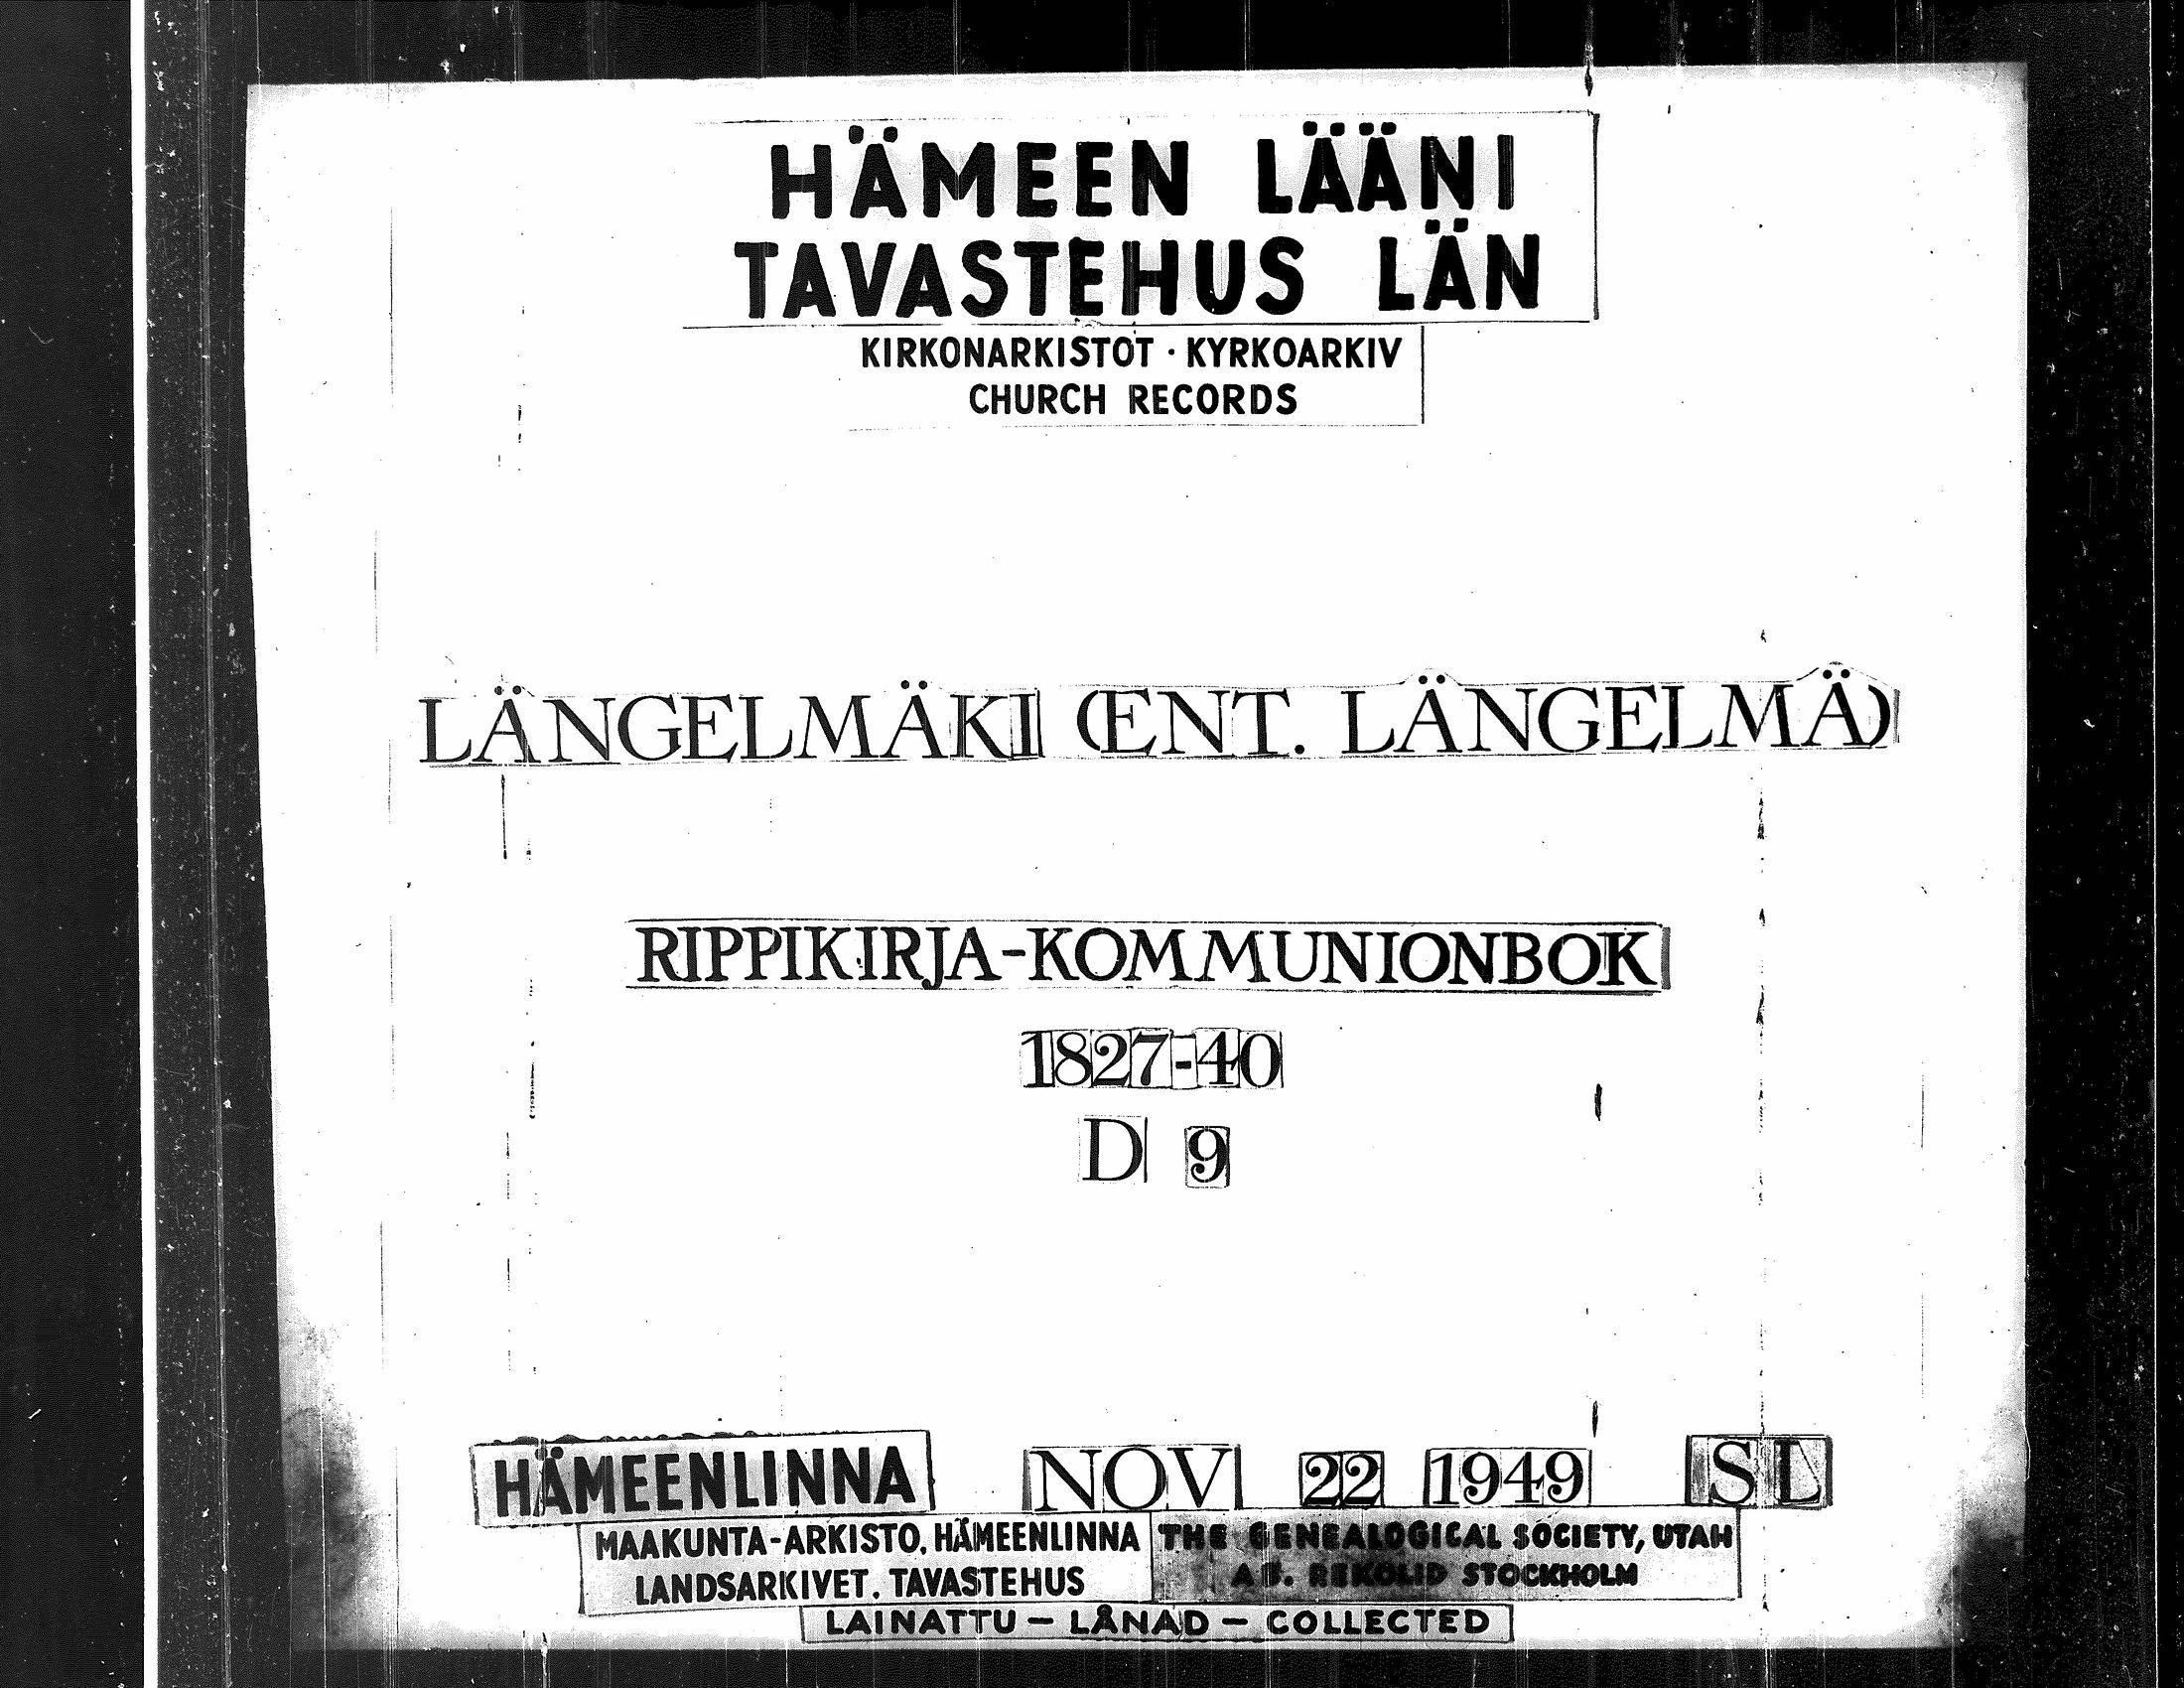 HÄMEEN LÄÄNI
TAVASTEHUS LÄN
KIRKONARKISTOT · KYRKOARKIV
CHURCH RECORDS
LÄNGELMÄKI (ENT. LÄNGELMÄ)
RIPPIKIRJA-KOMMUNIONBOK
1827-40
D 9
HÄMEENLINNA NOV 22 1949 SL
MAAKUNTA-ARKISTO, HÄMEENLINNA
LANDSARKIVET. TAVASTEHUS
THE GENEALOGICAL SOCIETY, UTAH
AB. REKOLID STOCKHOLM
LAINATTU – LÅNAD – COLLECTED